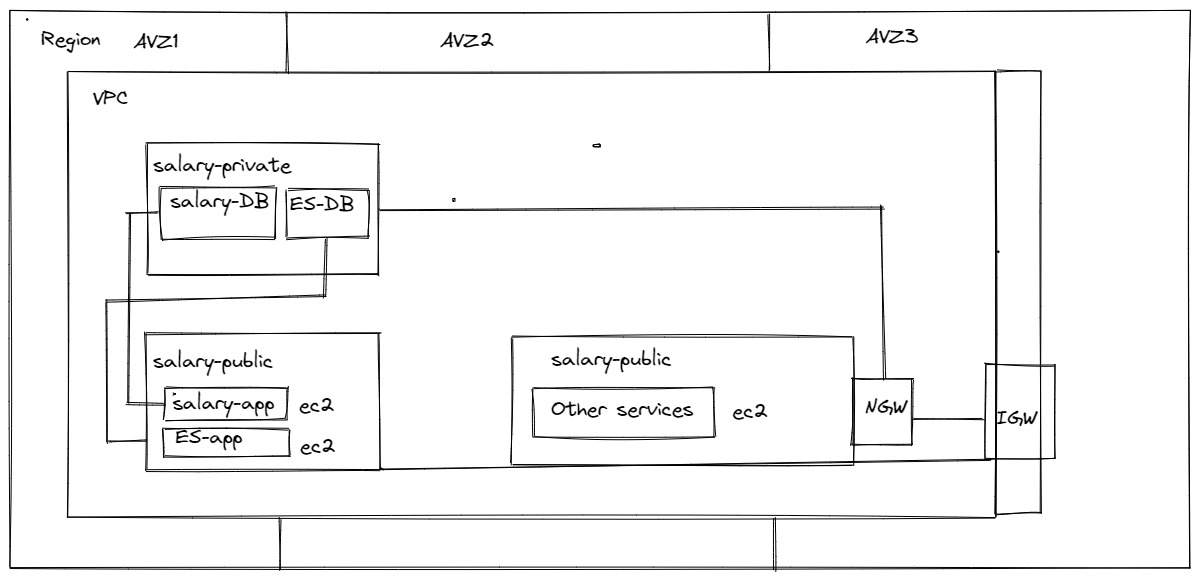 Region AVZ1 AVZ2 AVZ3
VPC
salary-private
salary-DB ES-DB
salary-public
salary-app ec2
ES-app ec2
salary-public
Other services ec2
NGW
IGW